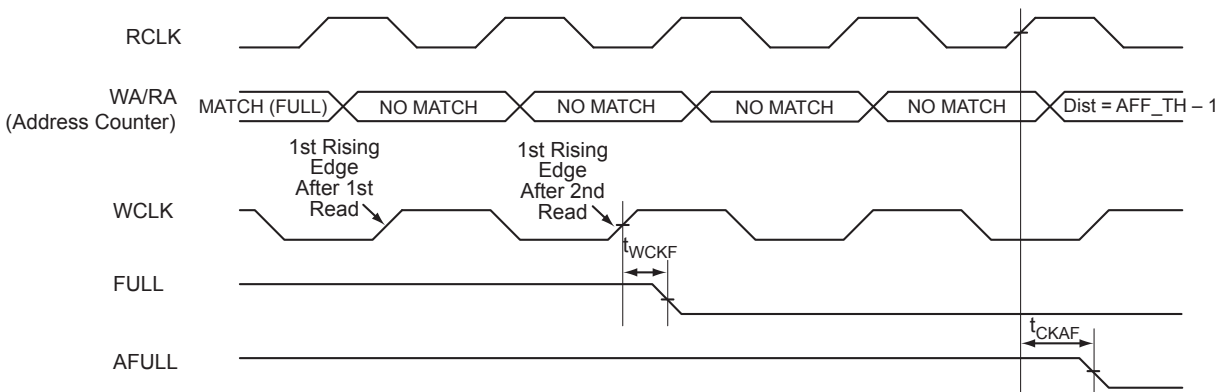 RCLK
WA/RA
(Address Counter)
MATCH (FULL)
NO MATCH
NO MATCH
NO MATCH
NO MATCH
Dist = AFF_TH – 1
1st Rising
Edge
After 1st
Read
1st Rising
Edge
After 2nd
Read
WCLK
tWCKF
FULL
tCKAF
AFULL